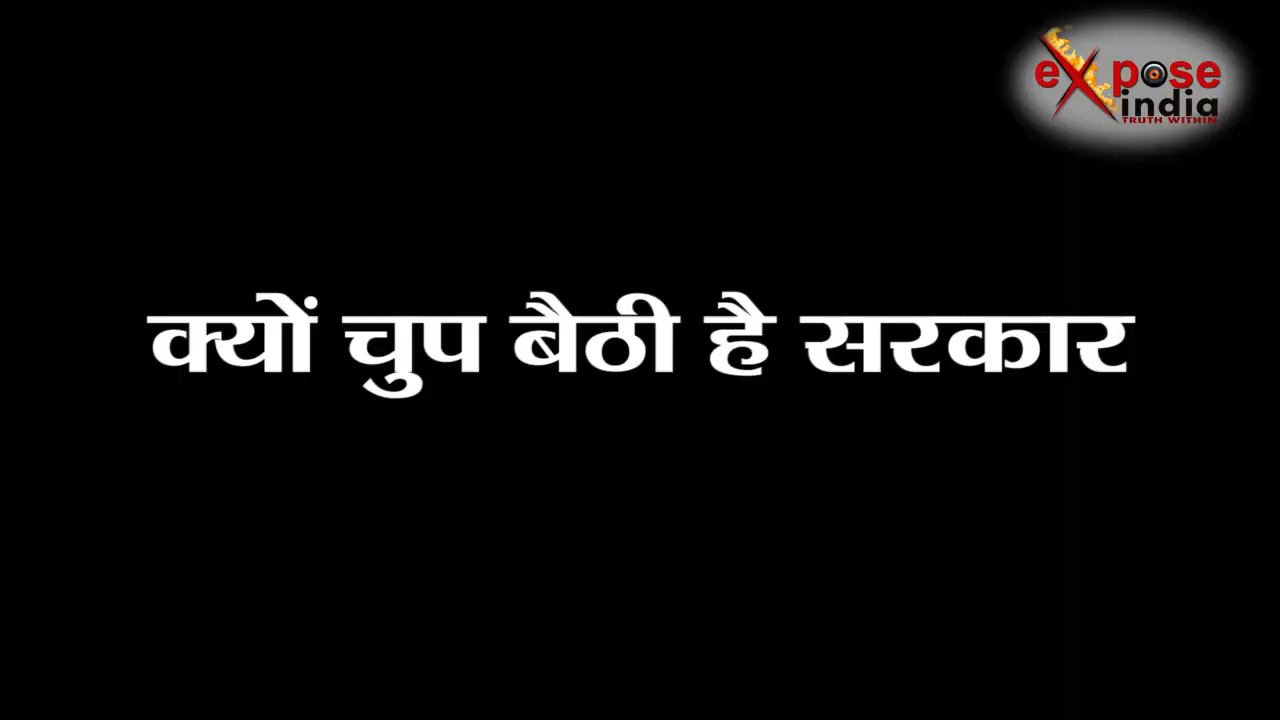 eXpose
india
TRUTH WITHIN
क्यों चुप बैठी है सरकार